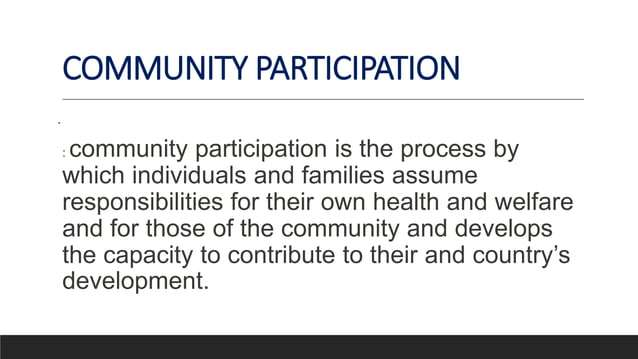 COMMUNITY PARTICIPATION
.
: community participation is the process by
which individuals and families assume
responsibilities for their own health and welfare
and for those of the community and develops
the capacity to contribute to their and country’s
development.